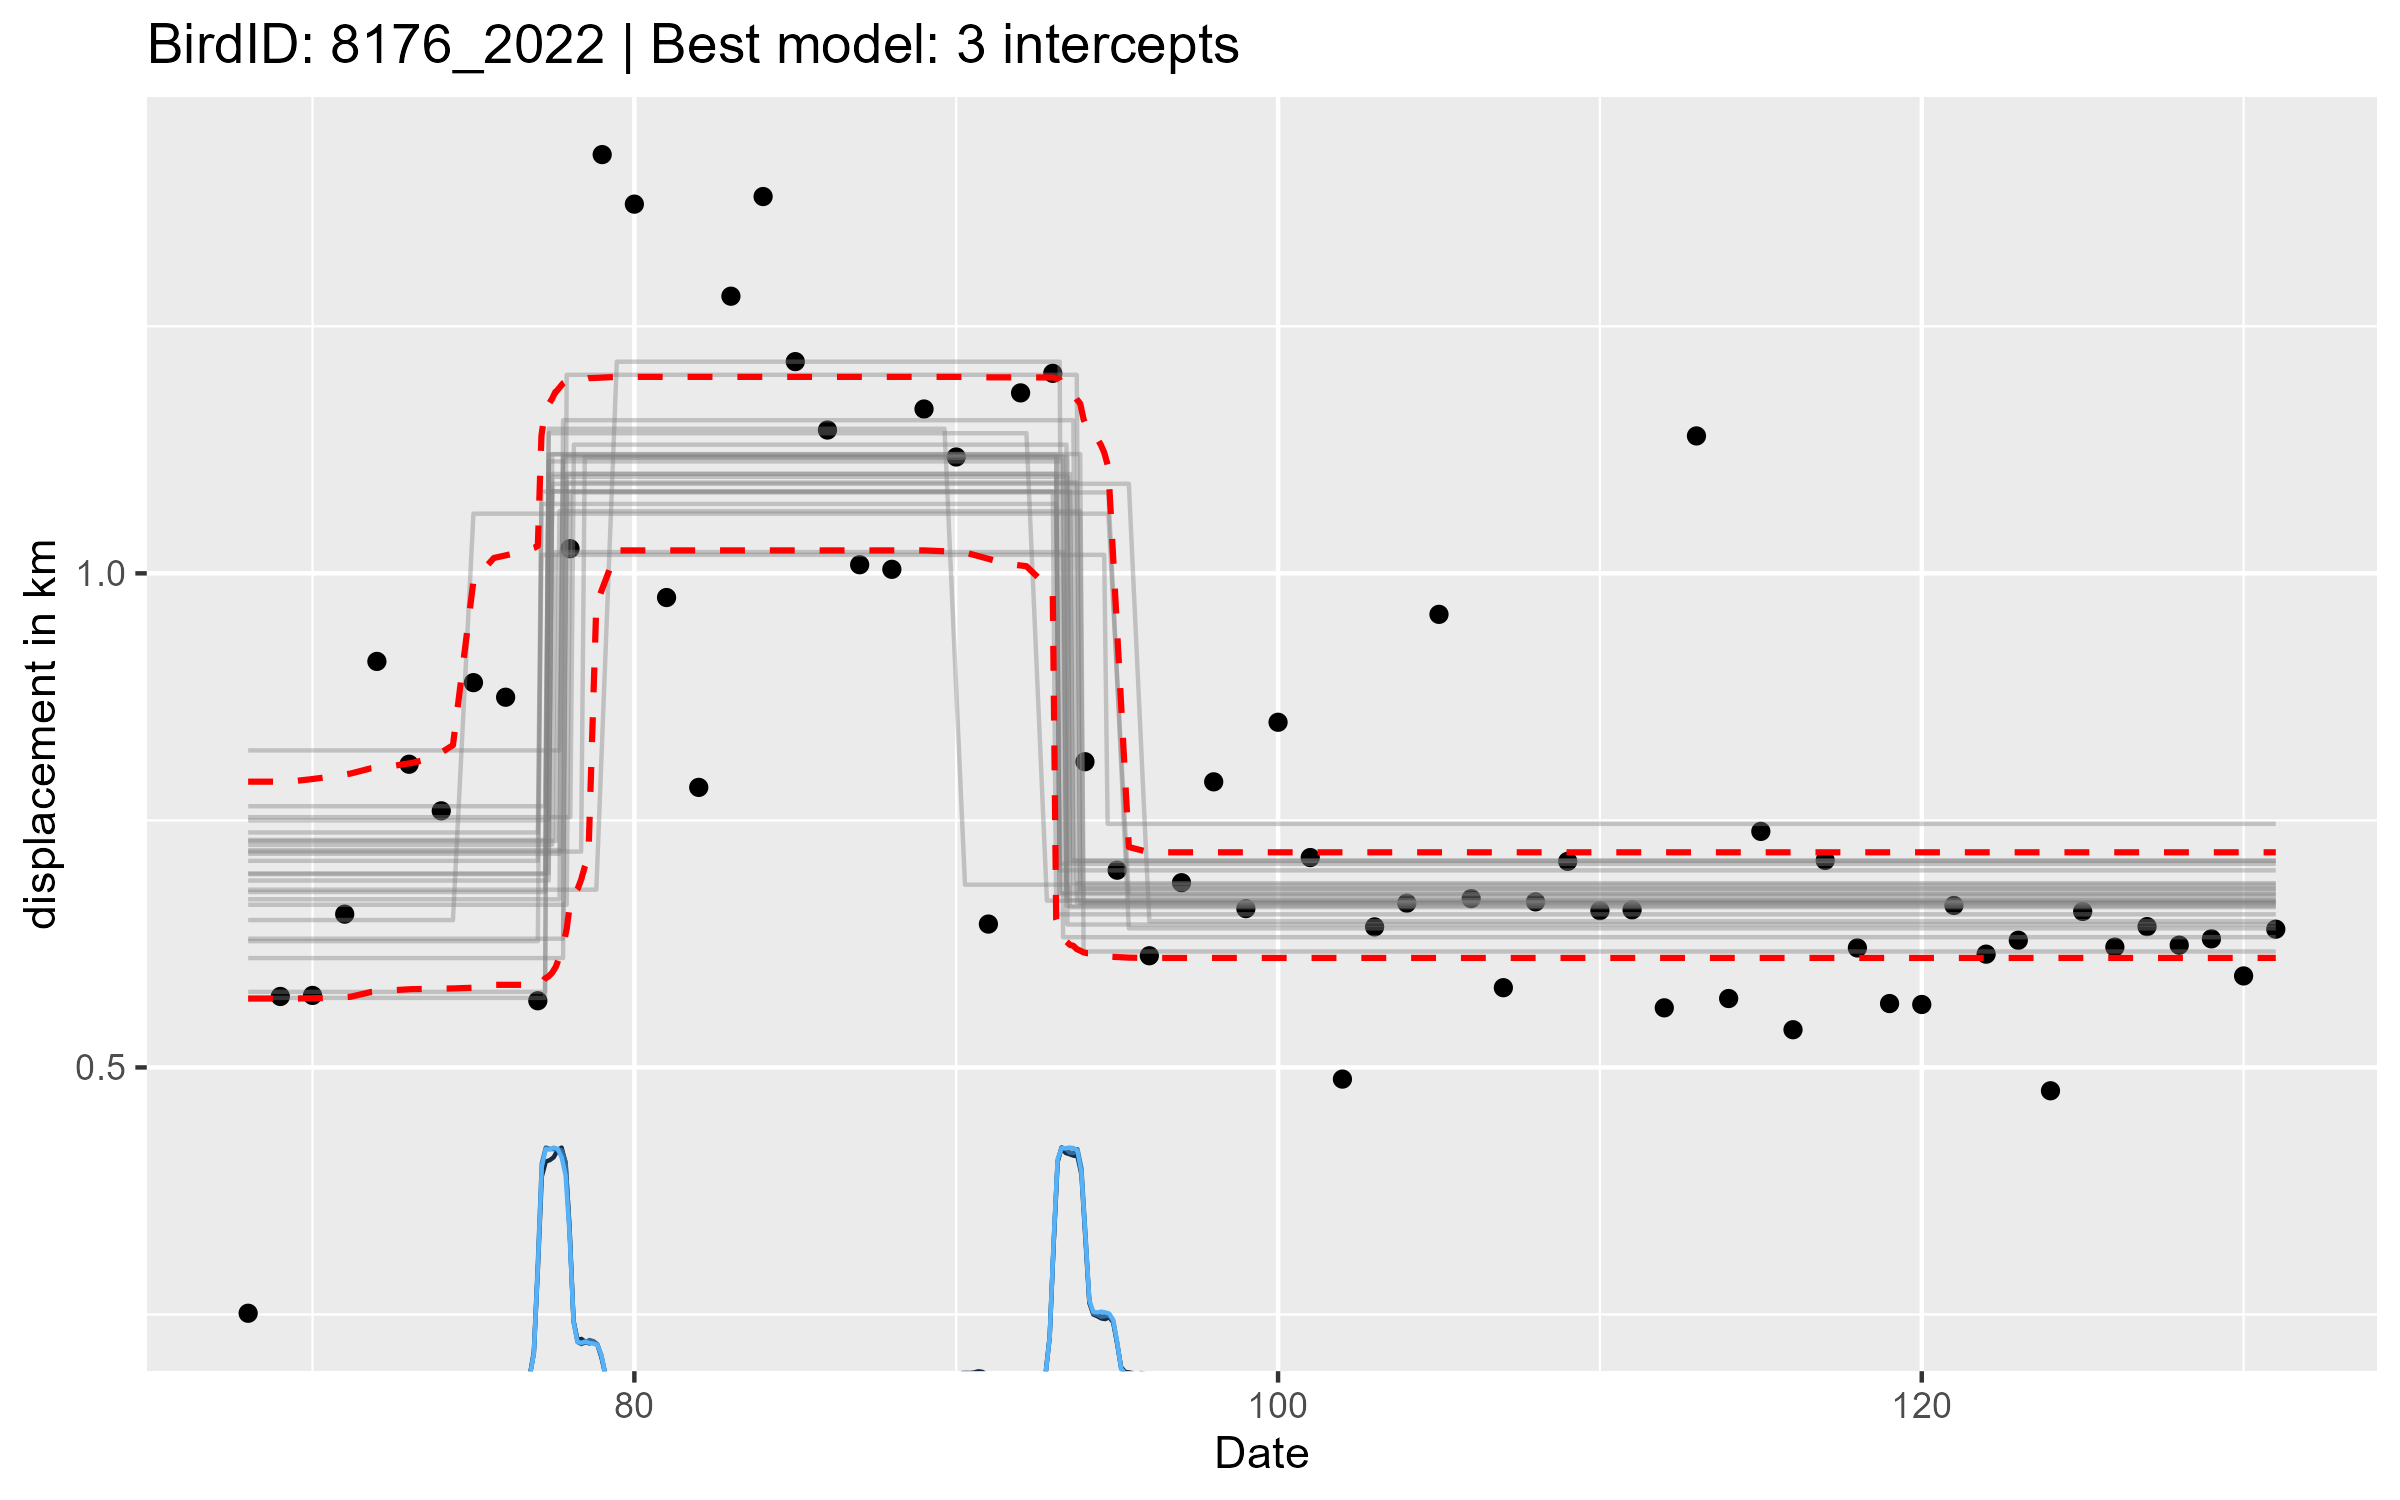 BirdID: 8176_2022 | Best model: 3 intercepts
displacement in km
1.0
0.5
80
100
120
Date